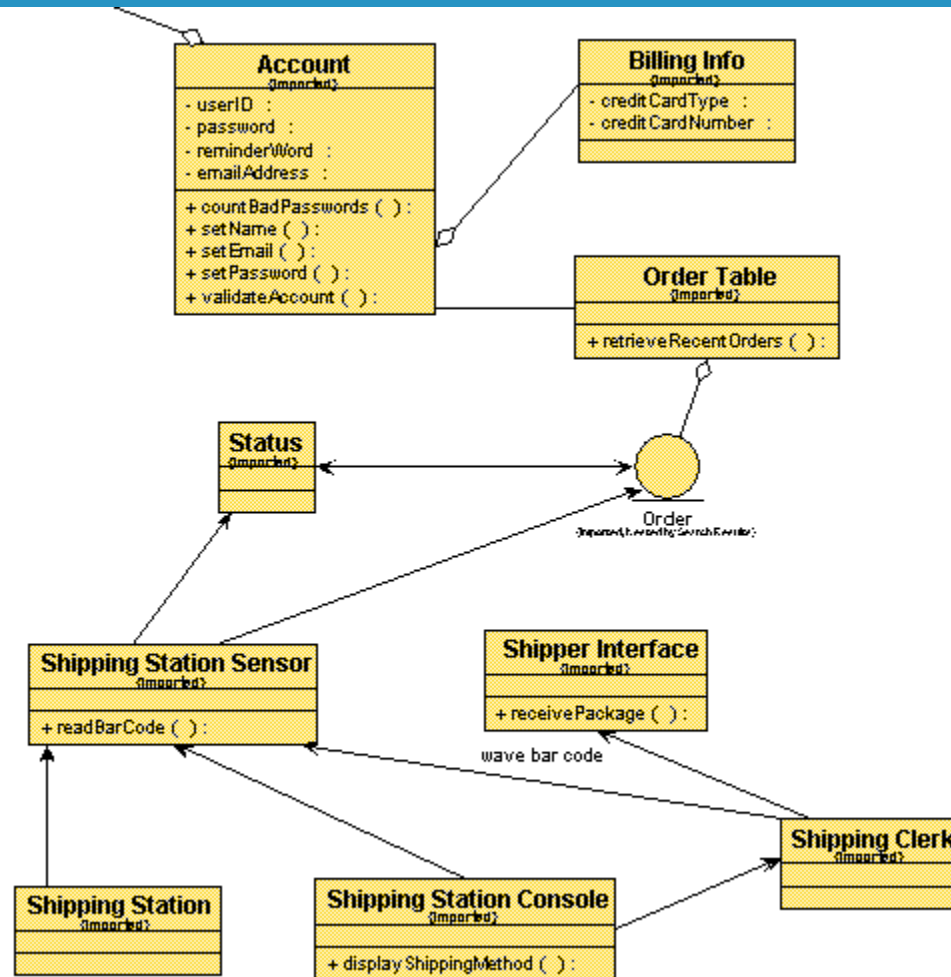 Account
{Imported}
- userID :
- password :
- reminderWord :
- emailAddress :
+ countBadPasswords ( ) :
+ setName ( ) :
+ setEmail ( ) :
+ setPassword ( ) :
+ validateAccount ( ) :
Billing Info
{Imported}
- creditCardType :
- creditCardNumber :
Order Table
{Imported}
+ retrieveRecentOrders ( ) :
Status
{Imported}
Order
Shipping Station Sensor
{Imported}
+ readBarCode ( ) :
Shipper Interface
{Imported}
+ receivePackage ( ) :
wave bar code
Shipping Clerk
{Imported}
Shipping Station
{Imported}
Shipping Station Console
{Imported}
+ displayShippingMethod ( ) :